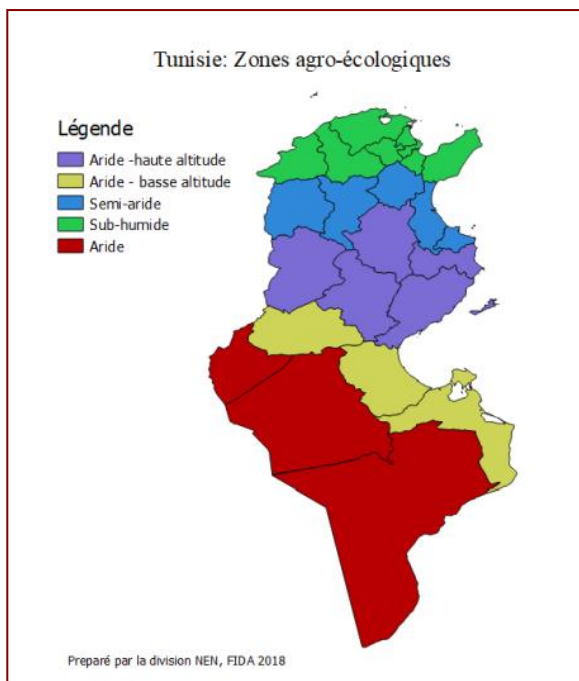 Tunisie: Zones agro-écologiques
Légende
Aride -haute altitude
Aride - basse altitude
Semi-aride
Sub-humide
Aride
Preparé par la division NEN, FIDA 2018